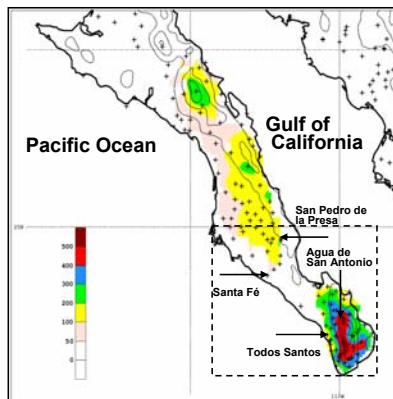 Pacific Ocean
Gulf of
California
San Pedro de
la Presa
25N
Agua de
San Antonio
500
400
300
200
100
50
0
Santa Fé
Todos Santos